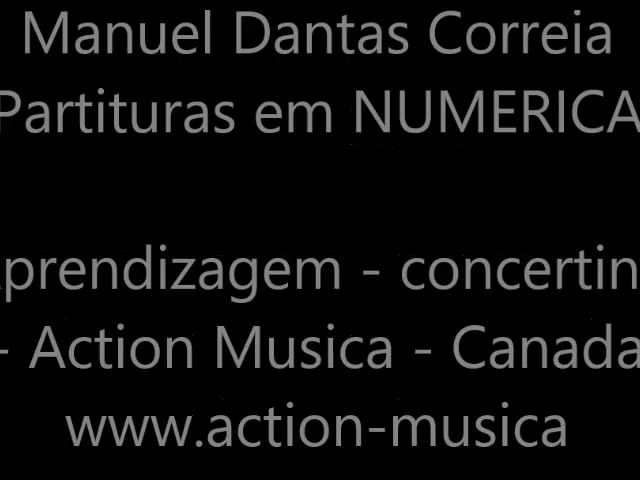 Manuel Dantas Correia
Partituras em NUMERICA
prendizagem - concertin
- Action Musica - Canada
www.action-musica